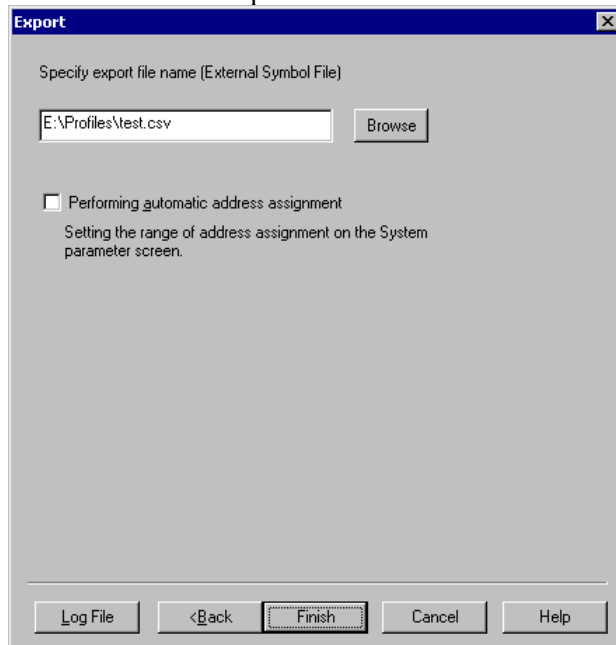 Export
Specify export file name (External Symbol File)
E:\Profiles\test.csv
Browse
Performing automatic address assignment
Setting the range of address assignment on the System
parameter screen.
Log File <Back Finish Cancel Help